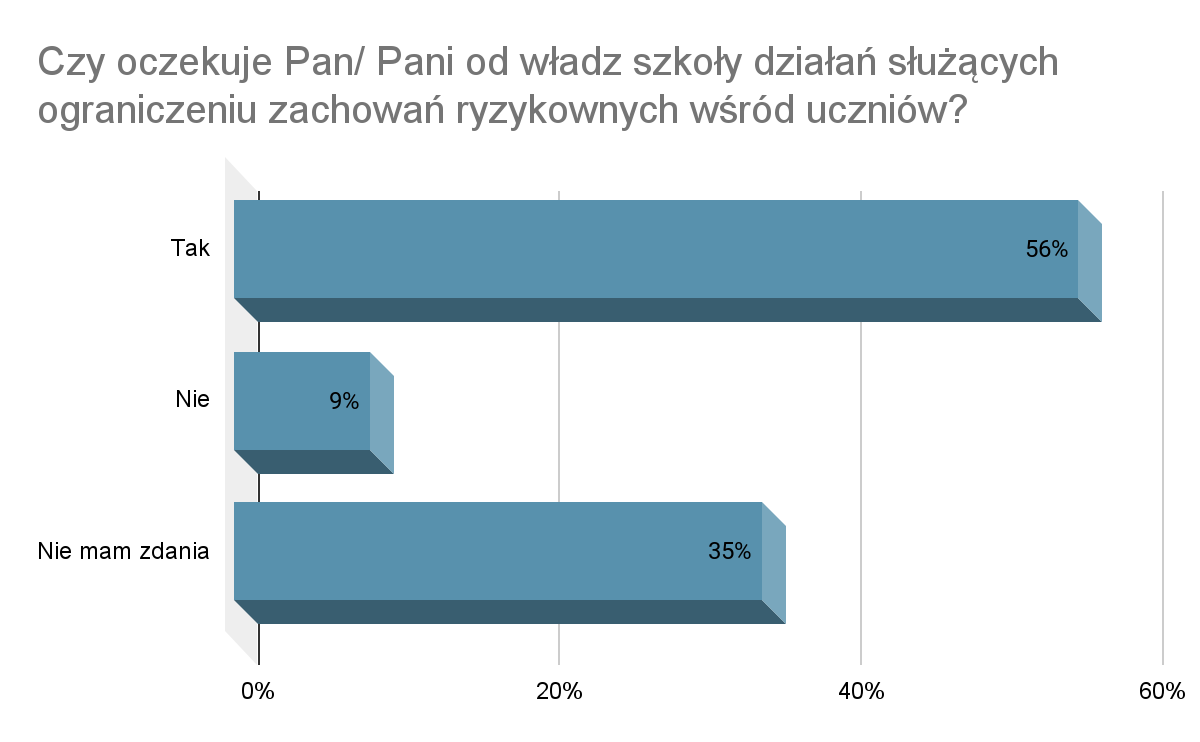 Czy oczekuje Pan/ Pani od władz szkoły działań służących
ograniczeniu zachowań ryzykownych wśród uczniów?
Tak
56%
Nie
9%
Nie mam zdania
35%
0%
20%
40%
60%